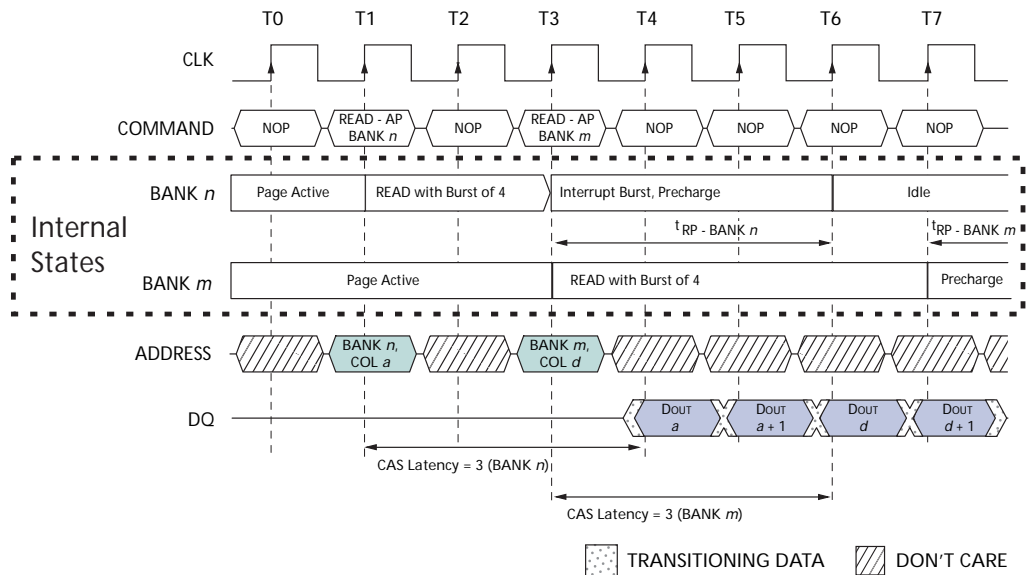 T0 T1 T2 T3 T4 T5 T6 T7
CLK
COMMAND NOP READ - AP BANK n NOP READ - AP BANK m NOP NOP NOP NOP
Internal States
BANK n Page Active READ with Burst of 4 Interrupt Burst, Precharge Idle
tRP - BANK n tRP - BANK m
BANK m Page Active READ with Burst of 4 Precharge
ADDRESS BANK n, COL a BANK m, COL d
DQ DOUT a DOUT a + 1 DOUT d DOUT d + 1
CAS Latency = 3 (BANK n)
CAS Latency = 3 (BANK m)
TRANSITIONING DATA DON'T CARE